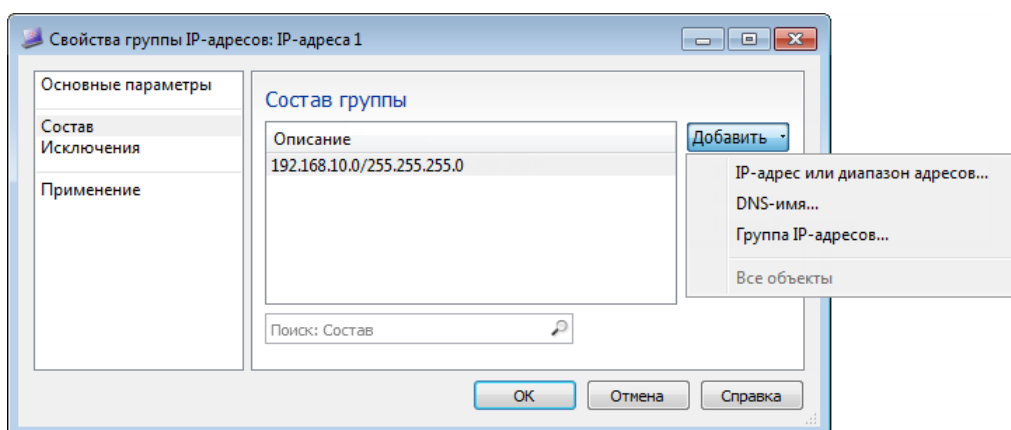 Свойства группы IP-адресов: IP-адреса 1
Основные параметры
Состав
Исключения
Применение
Состав группы
Описание
192.168.10.0/255.255.255.0
Добавить
IP-адрес или диапазон адресов...
DNS-имя...
Группа IP-адресов...
Все объекты
Поиск: Состав
ОК
Отмена
Справка